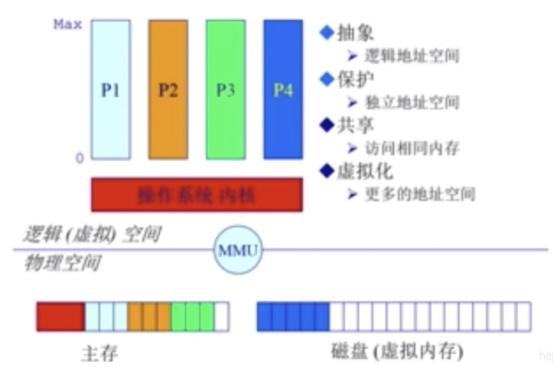 Max
P1
P2
P3
P4
0
操作系统 内核
◆抽象
➢ 逻辑地址空间
◆保护
➢ 独立地址空间
◆共享
➢ 访问相同内存
◆虚拟化
➢ 更多的地址空间
逻辑 (虚拟) 空间
MMU
物理空间
主存
磁盘 (虚拟内存)